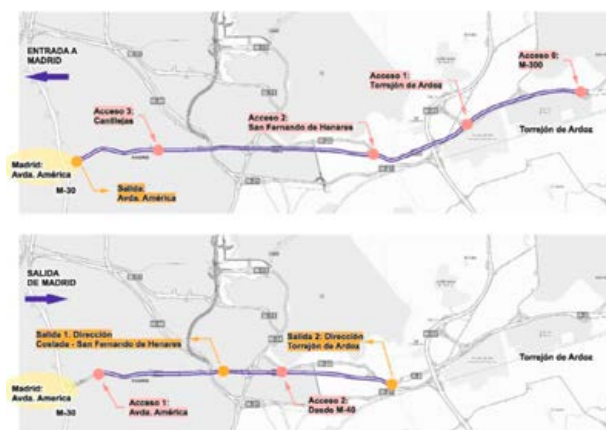 ENTRADA A
MADRID
Acceso 0:
M-300
Acceso 1:
Torrejón de Ardoz
Acceso 3:
Canillejas
Acceso 2:
San Fernando de Henares
Torrejón de Ardoz
Madrid:
Avda. América
M-30
Salida:
Avda. América
SALIDA
DE MADRID
Salida 1: Dirección
Coslada - San Fernando de Henares
Salida 2: Dirección
Torrejón de Ardoz
Torrejón de Ardoz
Madrid:
Avda. America
M-30
Acceso 1:
Avda. América
Acceso 2:
Desde M-40